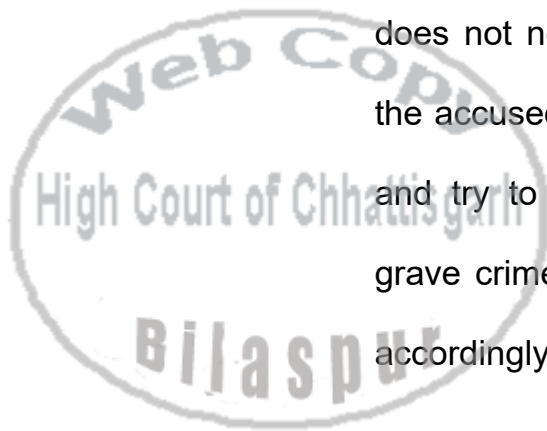 Web Copy
High Court of Chhattisgarh
Bilaspur
does not n
the accused
and try to
grave crime
accordingly